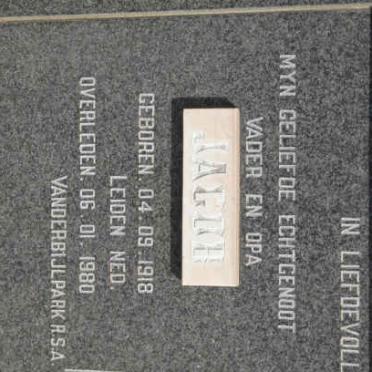 IN LIEFDEVOLL
MYN GELIEFDE ECHTGENOOT
VADER EN OPA
JACOB
GEBOREN 04 09 1918
LEIDEN NED.
OVERLEDEN 06 01. 1980
VANDERBIJLPARK R.S.A.